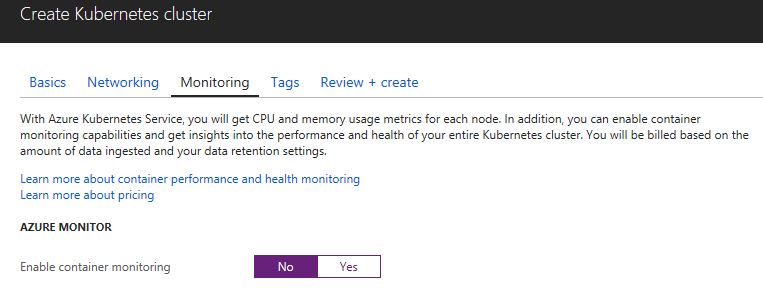 Create Kubernetes cluster
Basics Networking Monitoring Tags Review + create
With Azure Kubernetes Service, you will get CPU and memory usage metrics for each node. In addition, you can enable container
monitoring capabilities and get insights into the performance and health of your entire Kubernetes cluster. You will be billed based on the
amount of data ingested and your data retention settings.
Learn more about container performance and health monitoring
Learn more about pricing
AZURE MONITOR
Enable container monitoring No Yes